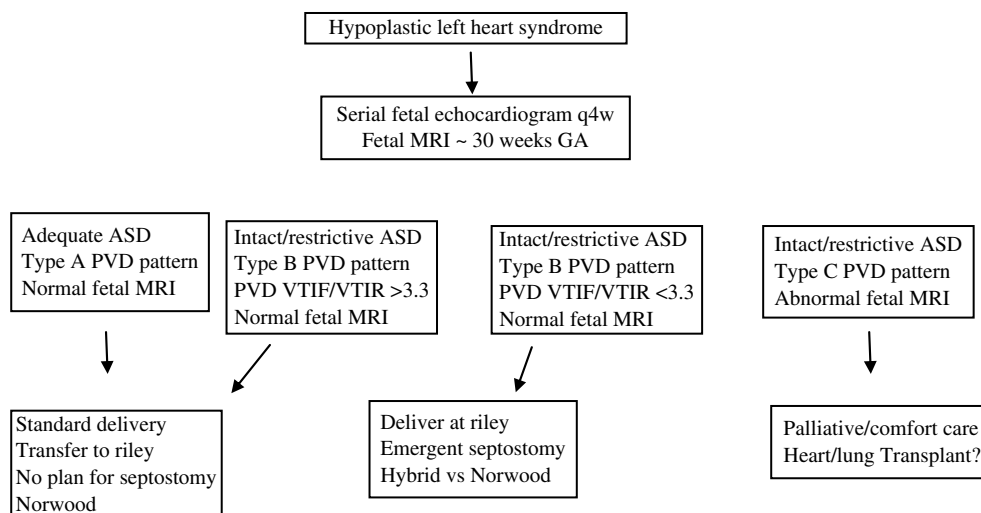 Hypoplastic left heart syndrome
Serial fetal echocardiogram q4w
Fetal MRI ~ 30 weeks GA
Adequate ASD
Type A PVD pattern
Normal fetal MRI
Intact/restrictive ASD
Type B PVD pattern
PVD VTIF/VTIR >3.3
Normal fetal MRI
Intact/restrictive ASD
Type B PVD pattern
PVD VTIF/VTIR <3.3
Normal fetal MRI
Intact/restrictive ASD
Type C PVD pattern
Abnormal fetal MRI
Standard delivery
Transfer to riley
No plan for septostomy
Norwood
Deliver at riley
Emergent septostomy
Hybrid vs Norwood
Palliative/comfort care
Heart/lung Transplant?